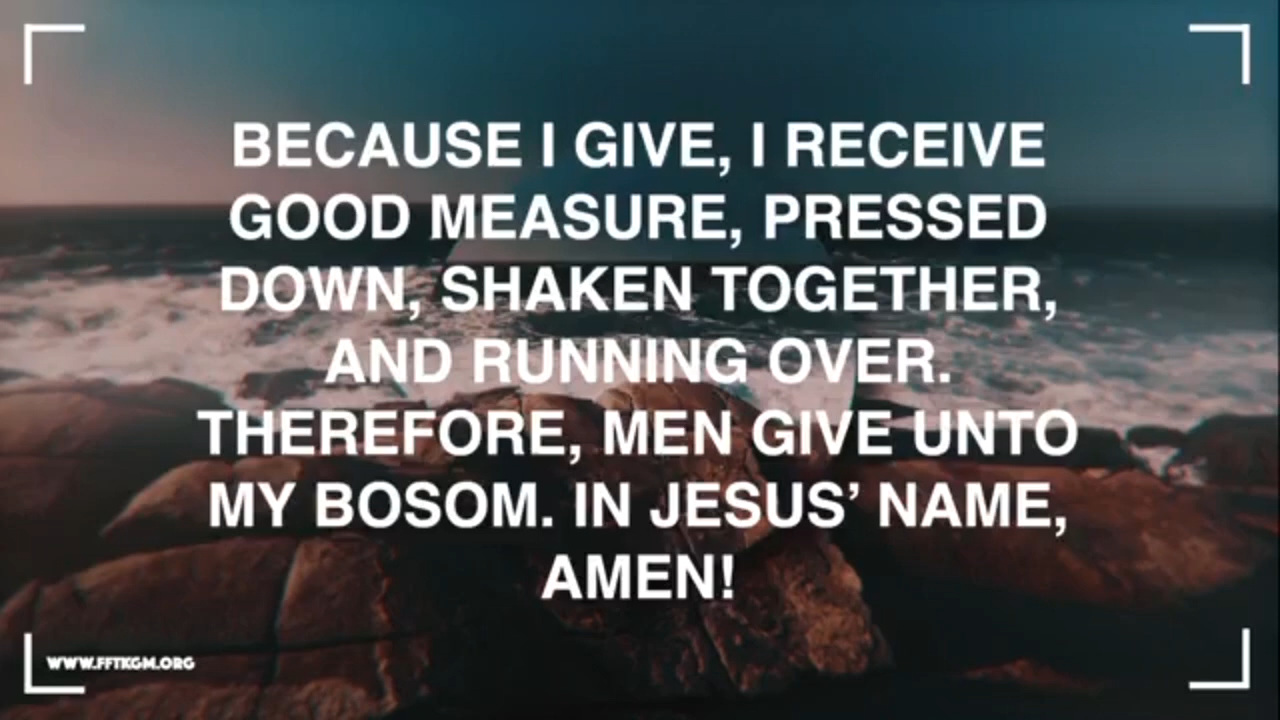 BECAUSE I GIVE, I RECEIVE
GOOD MEASURE, PRESSED
DOWN, SHAKEN TOGETHER,
AND RUNNING OVER.
THEREFORE, MEN GIVE UNTO
MY BOSOM. IN JESUS’ NAME,
AMEN!
WWW.FFTKGM.ORG